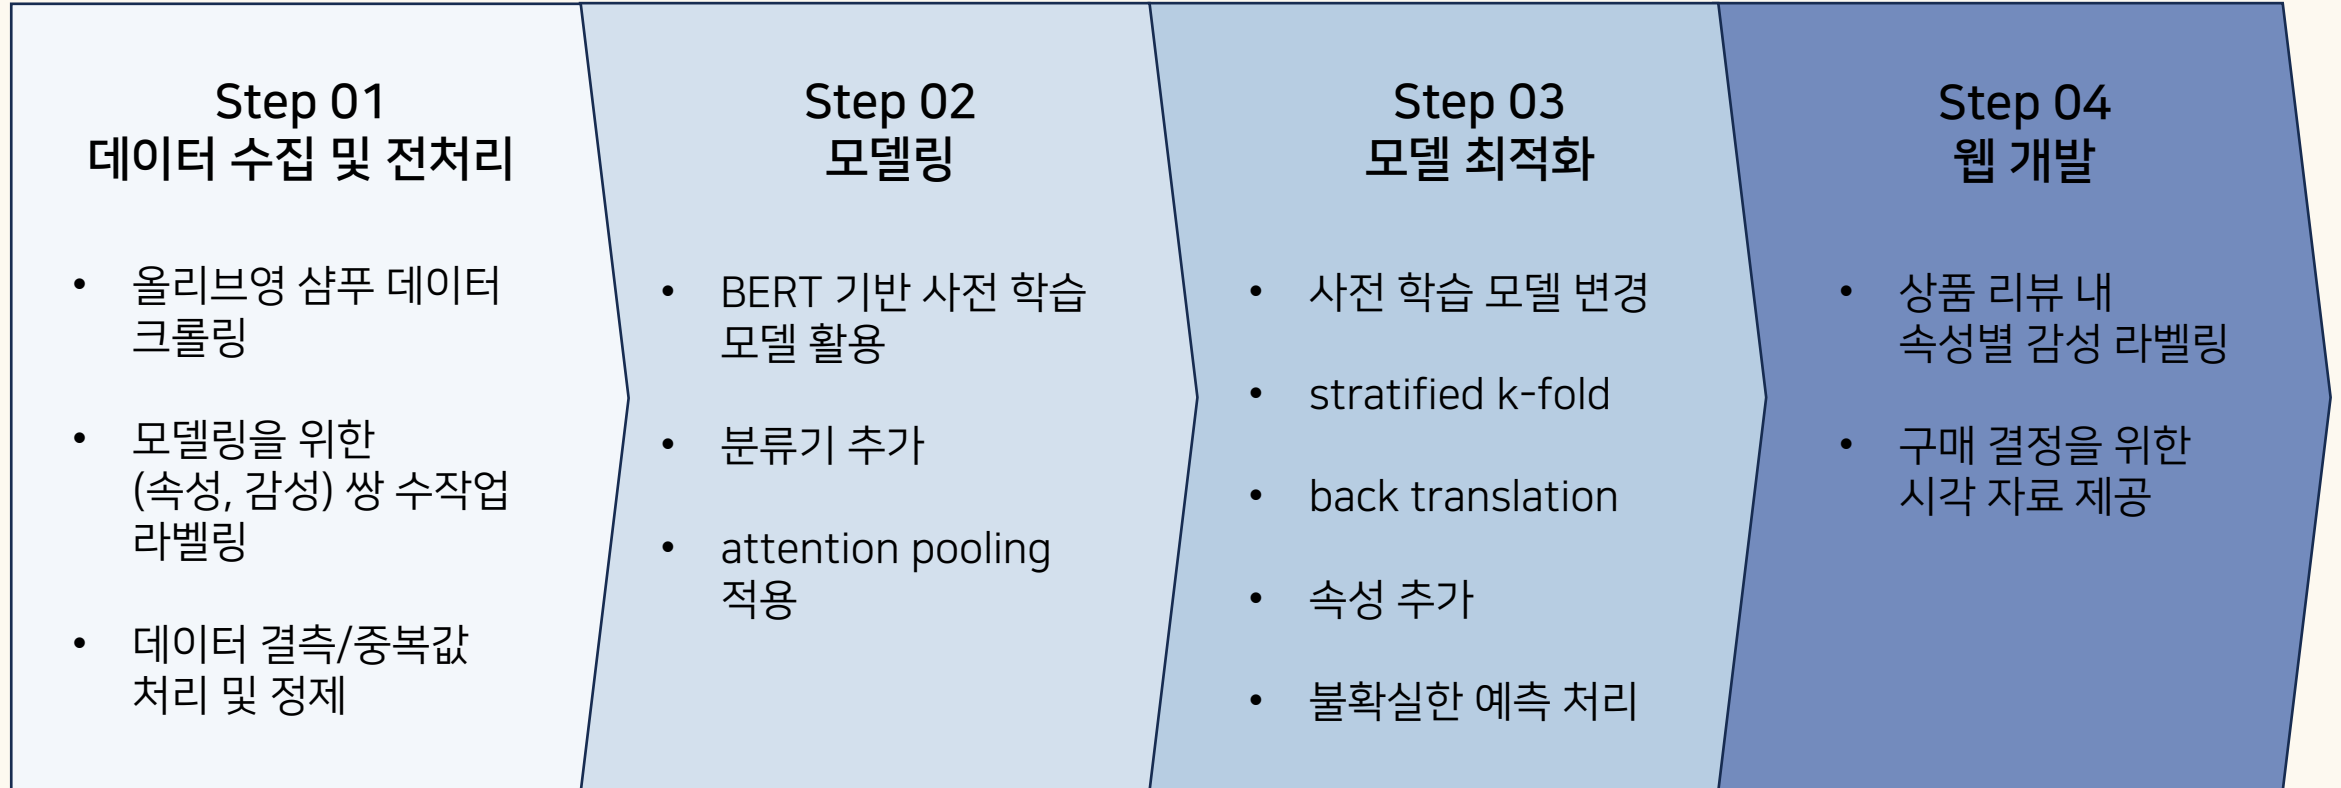 Step 01
데이터 수집 및 전처리
• 올리브영 샴푸 데이터
크롤링
• 모델링을 위한
(속성, 감성) 쌍 수작업
라벨링
• 데이터 결측/중복값
처리 및 정제
Step 02
모델링
• BERT 기반 사전 학습
모델 활용
• 분류기 추가
• attention pooling
적용
Step 03
모델 최적화
• 사전 학습 모델 변경
• stratified k-fold
• back translation
• 속성 추가
• 불확실한 예측 처리
Step 04
웹 개발
• 상품 리뷰 내
속성별 감성 라벨링
• 구매 결정을 위한
시각 자료 제공